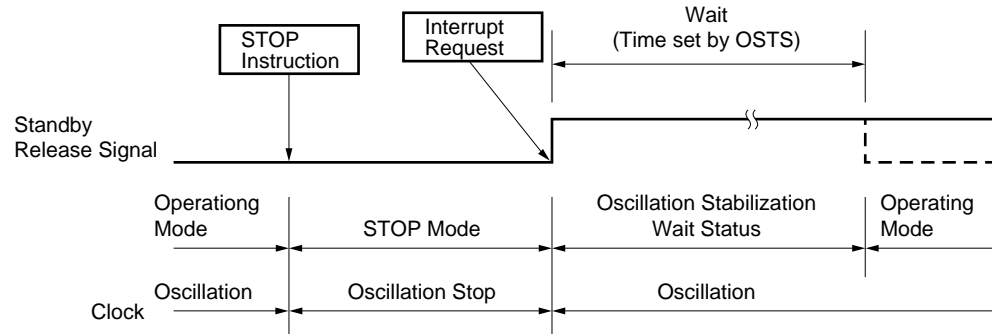 Wait
(Time set by OSTS)
STOP
Instruction
Interrupt
Request
Standby
Release Signal
Operationg
Mode
STOP Mode
Oscillation Stabilization
Wait Status
Operating
Mode
Clock
Oscillation
Oscillation Stop
Oscillation